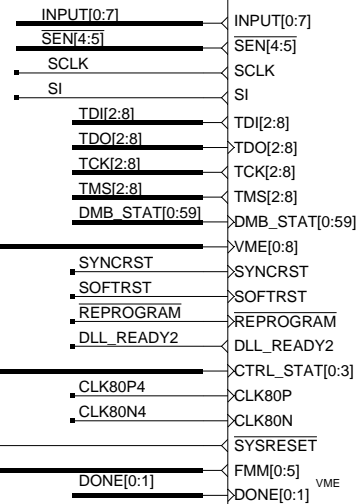 INPUT[0:7] INPUT[0:7]
SEN[4:5] SEN[4:5]
SCLK SCLK
SI SI
TDI[2:8] TDI[2:8]
TDO[2:8] TDO[2:8]
TCK[2:8] TCK[2:8]
TMS[2:8] TMS[2:8]
DMB_STAT[0:59] DMB_STAT[0:59]
VME[0:8]
SYNCRST SYNCRST
SOFTRST SOFTRST
REPROGRAM REPROGRAM
DLL_READY2 DLL_READY2
CTRL_STAT[0:3]
CLK80P4 CLK80P
CLK80N4 CLK80N
SYSRESET
FMM[0:5]
DONE[0:1] DONE[0:1] VME